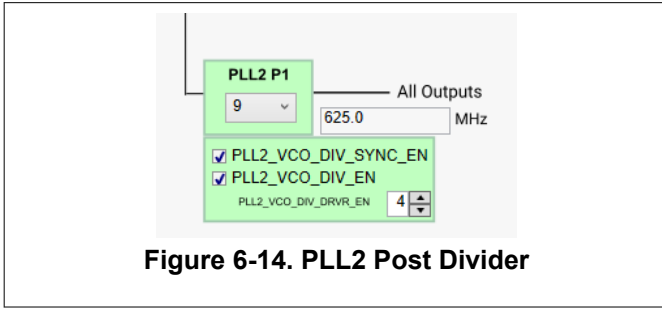 PLL2 P1
9
All Outputs
625.0
MHz
PLL2_VCO_DIV_SYNC_EN
PLL2_VCO_DIV_EN
PLL2_VCO_DIV_DRVR_EN 4
Figure 6-14. PLL2 Post Divider